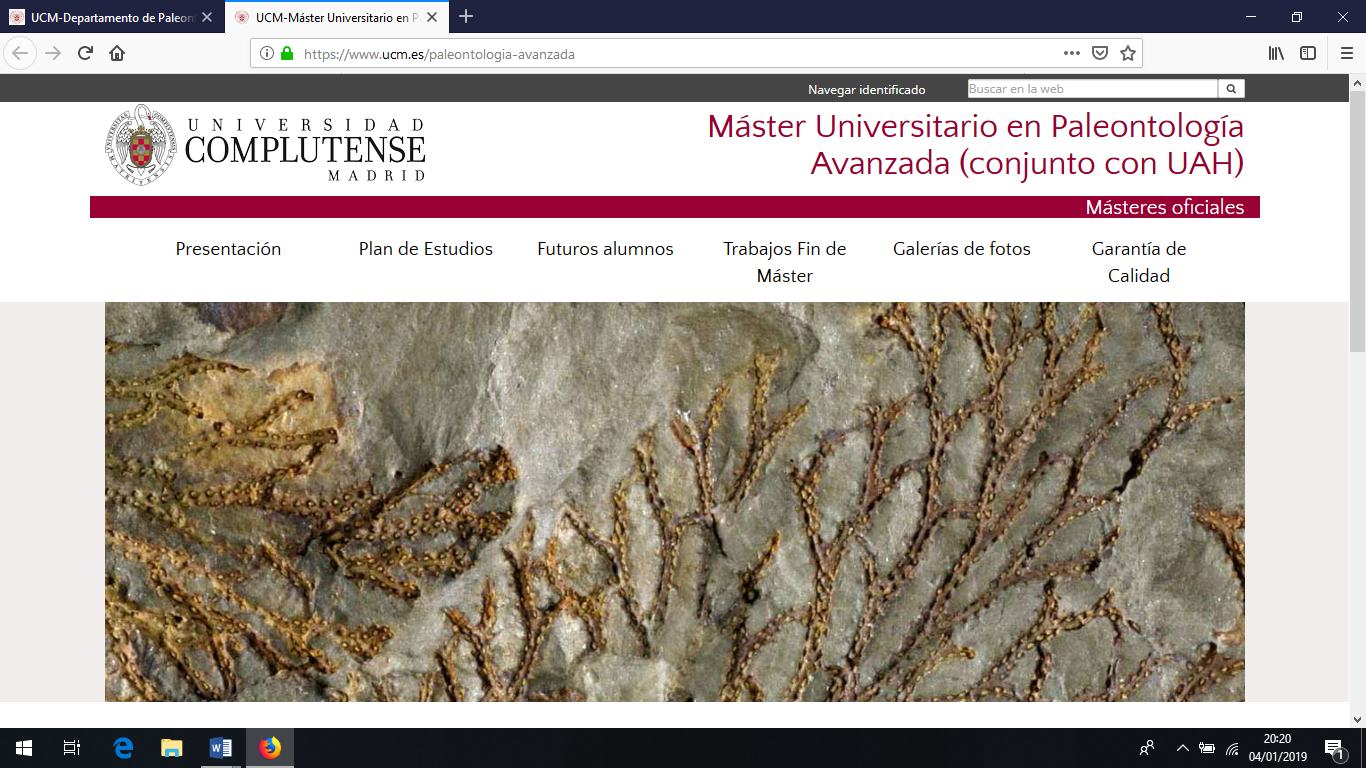 UCM-Departamento de Paleon
UCM-Máster Universitario en P
https://www.ucm.es/paleontologia-avanzada
Navegar identificado
Buscar en la web
UNIVERSIDAD
COMPLUTENSE
MADRID
Máster Universitario en Paleontología
Avanzada (conjunto con UAH)
Másteres oficiales
Presentación
Plan de Estudios
Futuros alumnos
Trabajos Fin de
Máster
Galerías de fotos
Garantía de
Calidad
20:20
04/01/2019
1